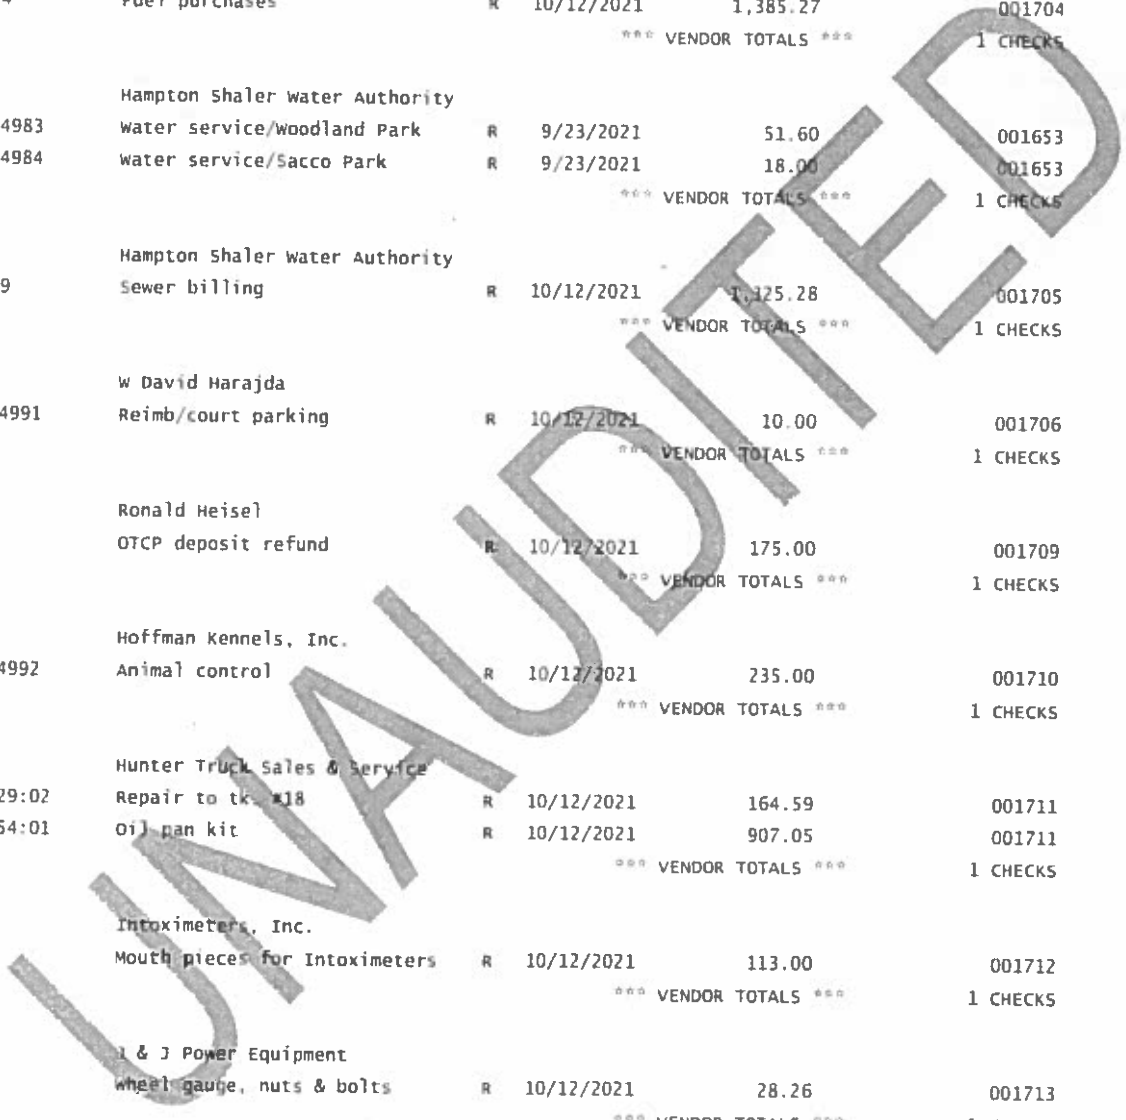 4 Fuel purchases R 10/12/2021 1,385.27 001704
*** VENDOR TOTALS *** 1 CHECKS
Hampton Shaler Water Authority
4983 Water service/Woodland Park R 9/23/2021 51.60 001653
4984 Water service/Sacco Park R 9/23/2021 18.00 001653
*** VENDOR TOTALS *** 1 CHECKS
Hampton Shaler Water Authority
9 Sewer billing R 10/12/2021 1,325.28 001705
*** VENDOR TOTALS *** 1 CHECKS
W David Harajda
4991 Reimb/court parking R 10/12/2021 10.00 001706
*** VENDOR TOTALS *** 1 CHECKS
Ronald Heisel
OTCP deposit refund R 10/12/2021 175.00 001709
*** VENDOR TOTALS *** 1 CHECKS
Hoffman Kennels, Inc.
4992 Animal control R 10/12/2021 235.00 001710
*** VENDOR TOTALS *** 1 CHECKS
Hunter Truck Sales & Service
29:02 Repair to tk. #18 R 10/12/2021 164.59 001711
54:01 Oil pan kit R 10/12/2021 907.05 001711
*** VENDOR TOTALS *** 1 CHECKS
Intoximeters, Inc.
Mouth pieces for Intoximeters R 10/12/2021 113.00 001712
*** VENDOR TOTALS *** 1 CHECKS
J & J Power Equipment
Wheel gauge, nuts & bolts R 10/12/2021 28.26 001713
*** VENDOR TOTALS ***
UNAUDITED